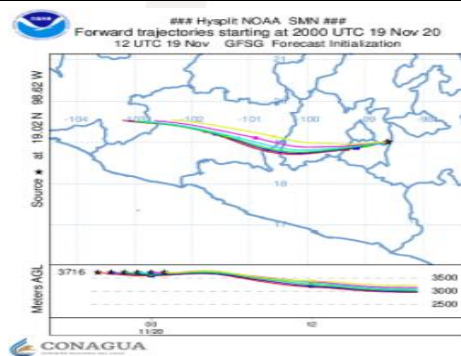 ### Hysplit NOAA SMN ###
Forward trajectories starting at 2000 UTC 19 Nov 20
12 UTC 19 Nov GFSG Forecast Initialization
Source ★ at 19.02 N 98.62 W
-104
-103
-102
-101
-100
-99
-98
18
17
Meters AGL
3716
3500
3000
2500
00
12
11/20
CONAGUA